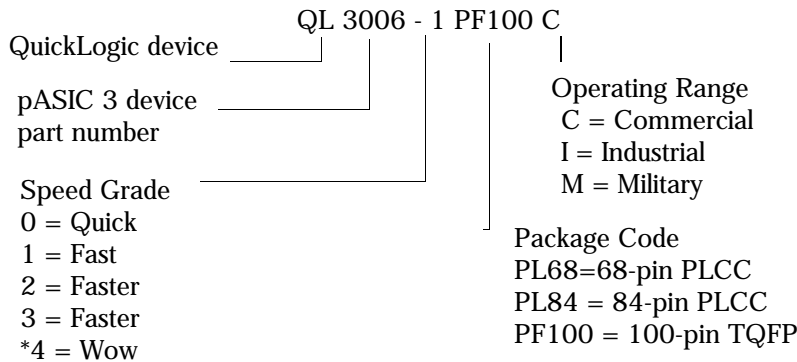 QL 3006 - 1 PF100 C
QuickLogic device
pASIC 3 device
part number
Speed Grade
0 = Quick
1 = Fast
2 = Faster
3 = Faster
*4 = Wow
Operating Range
C = Commercial
I = Industrial
M = Military
Package Code
PL68=68-pin PLCC
PL84 = 84-pin PLCC
PF100 = 100-pin TQFP